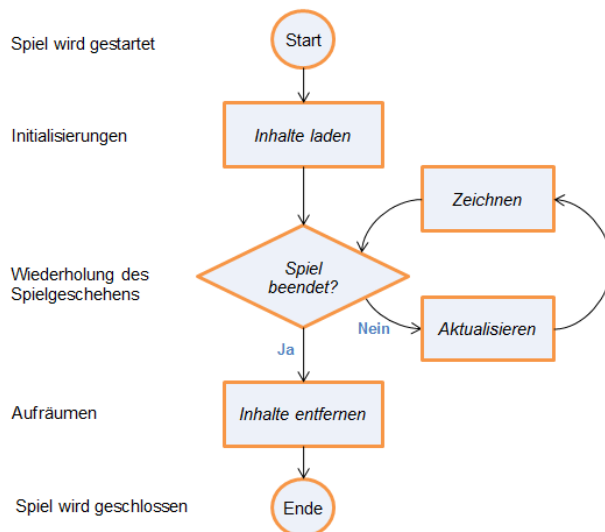 Spiel wird gestartet
Start
Initialisierungen
Inhalte laden
Zeichnen
Wiederholung des
Spielgeschehens
Spiel
beendet?
Nein
Aktualisieren
Ja
Aufräumen
Inhalte entfernen
Spiel wird geschlossen
Ende